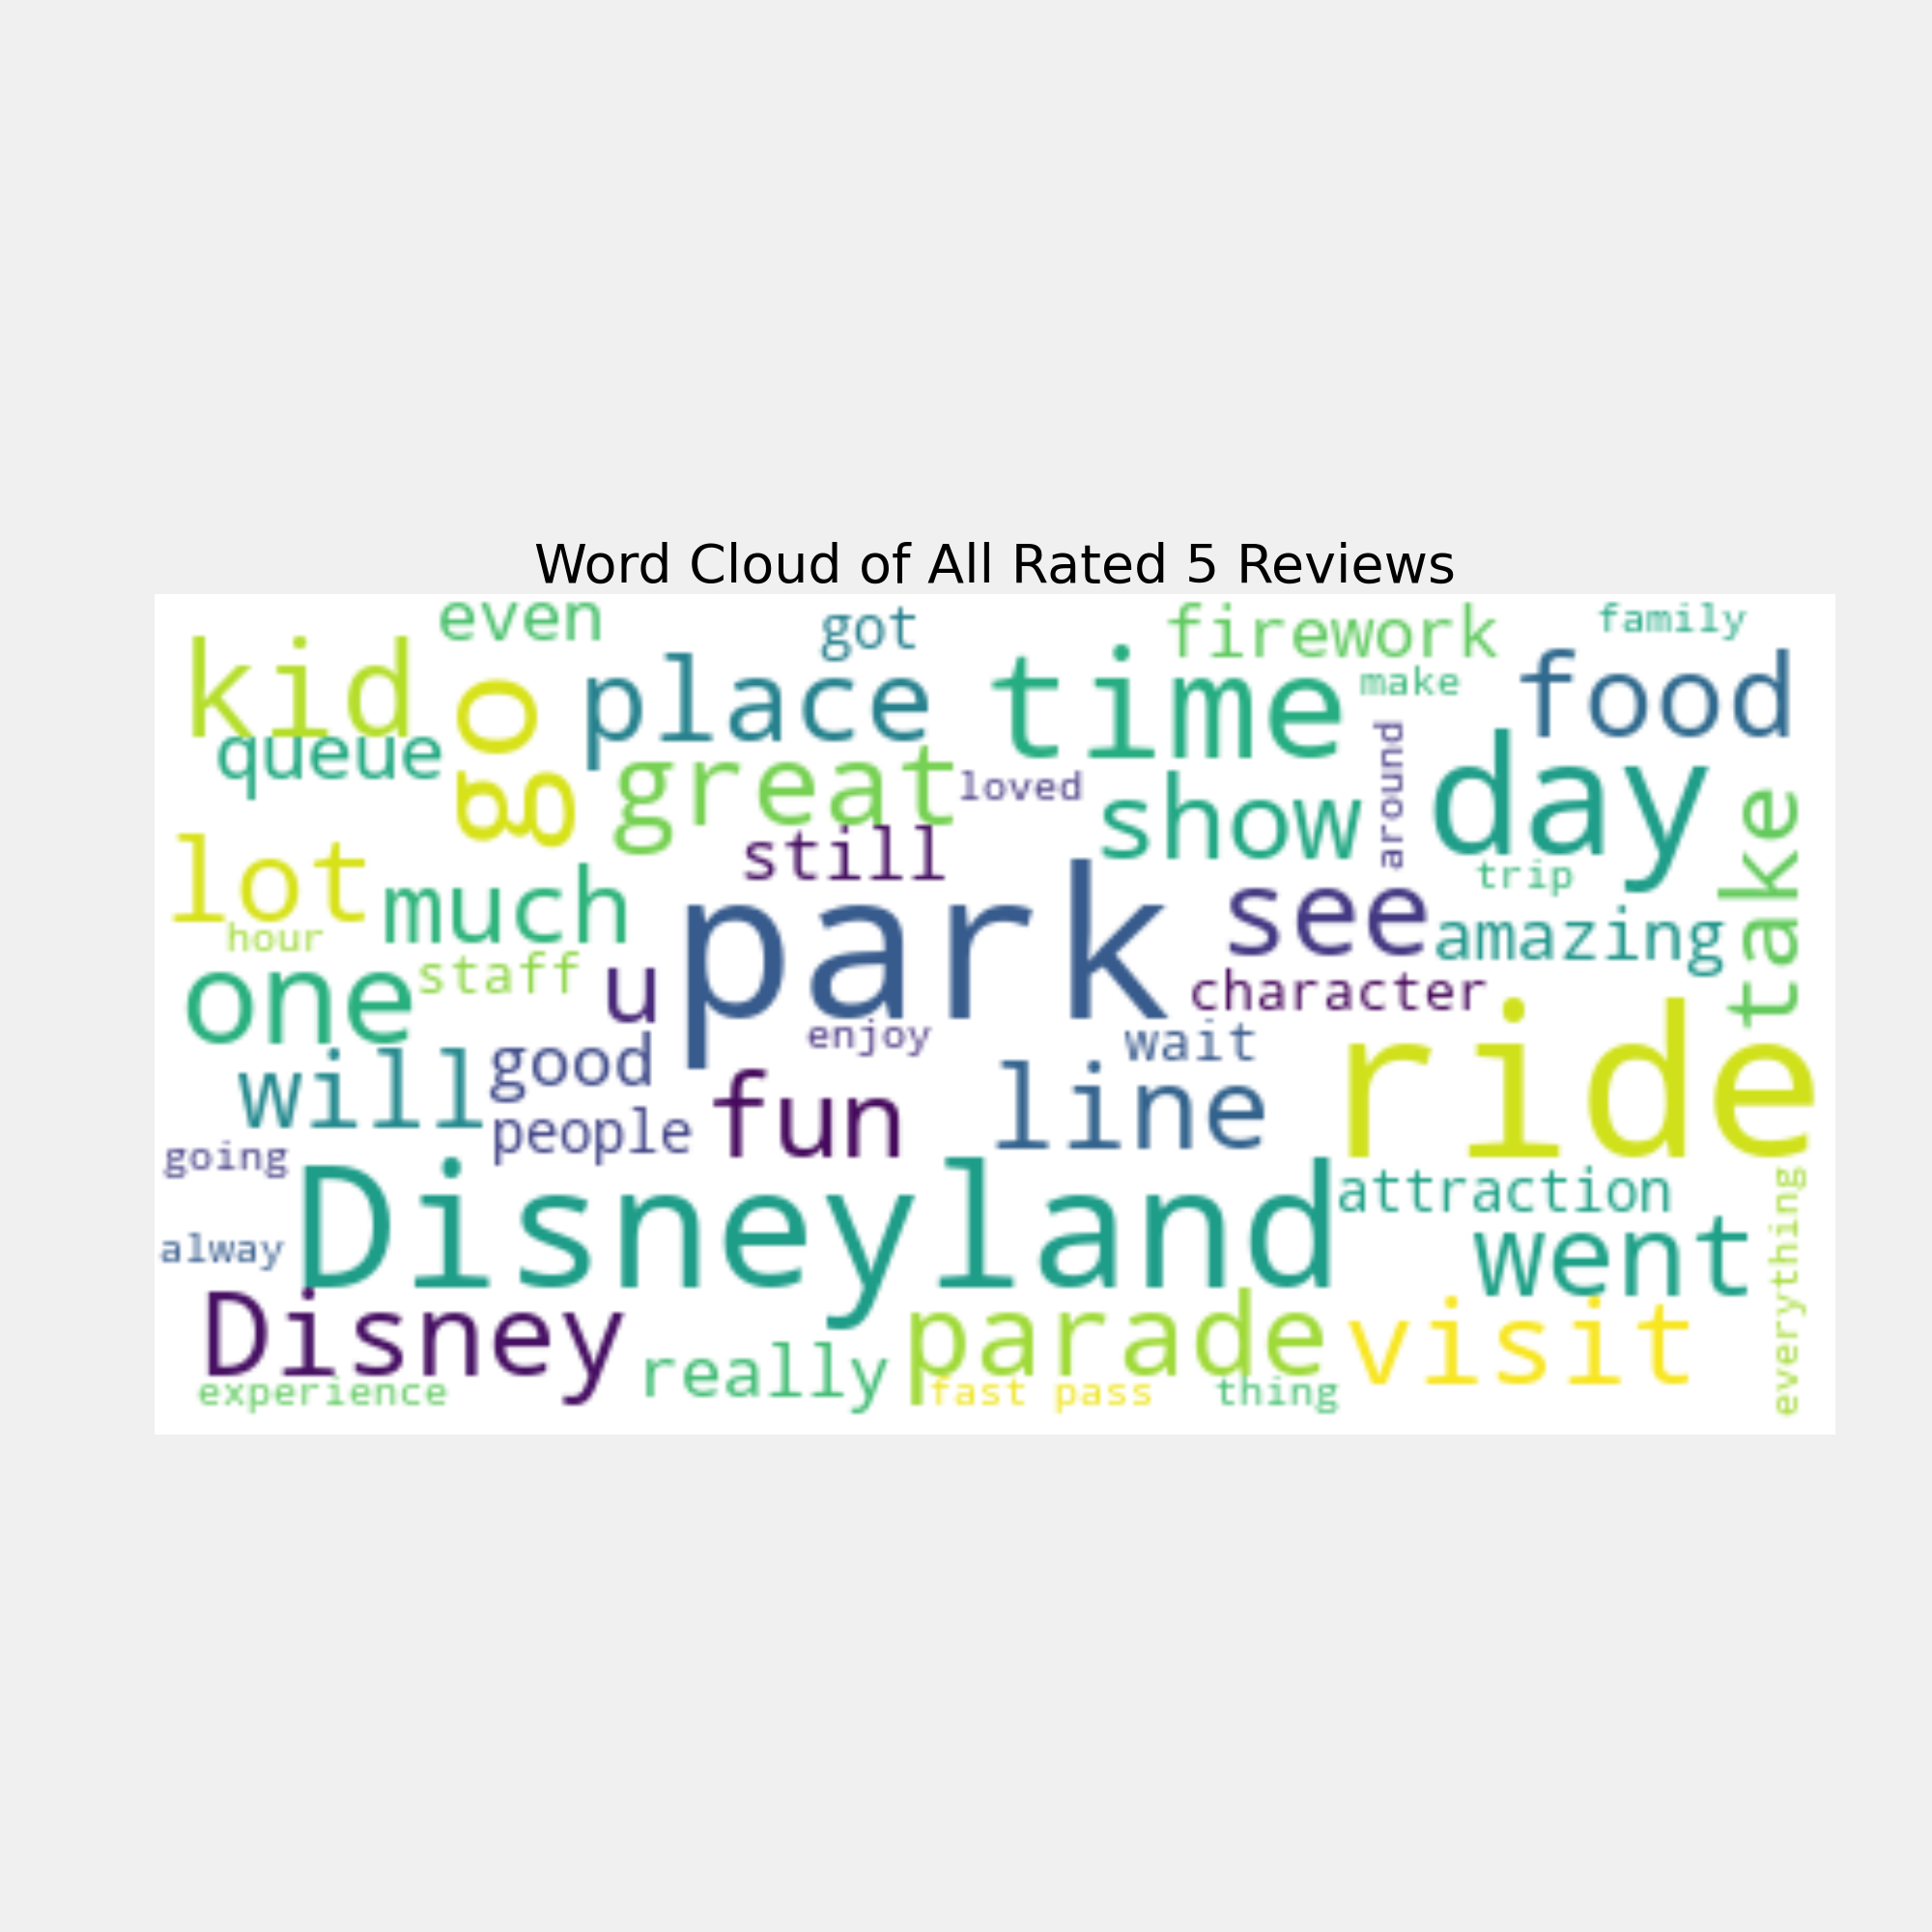 Word Cloud of All Rated 5 Reviews
even
got
firework
family
kid
go
place
time
make
food
queue
great
loved
show
around
day
take
lot
much
still
park
see
trip
amazing
hour
one
staff
u
character
enjoy
wait
ride
will
good
people
fun
line
going
Disneyland
attraction
everything
alway
went
Disney
really
parade
visit
experience
fast pass
thing